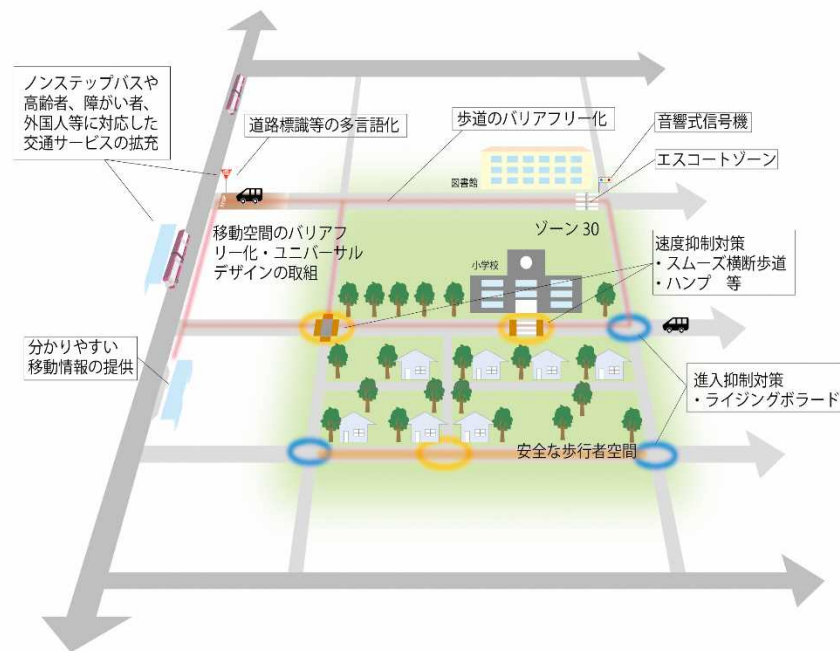 ノンステップバスや
高齢者、障がい者、
外国人等に対応した
交通サービスの拡充
道路標識等の多言語化
歩道のバリアフリー化
音響式信号機
エスコートゾーン
図書館
移動空間のバリアフ
リー化・ユニバーサル
デザインの取組
ゾーン 30
小学校
速度抑制対策
・スムーズ横断歩道
・ハンプ 等
分かりやすい
移動情報の提供
進入抑制対策
・ライジングボラード
安全な歩行者空間